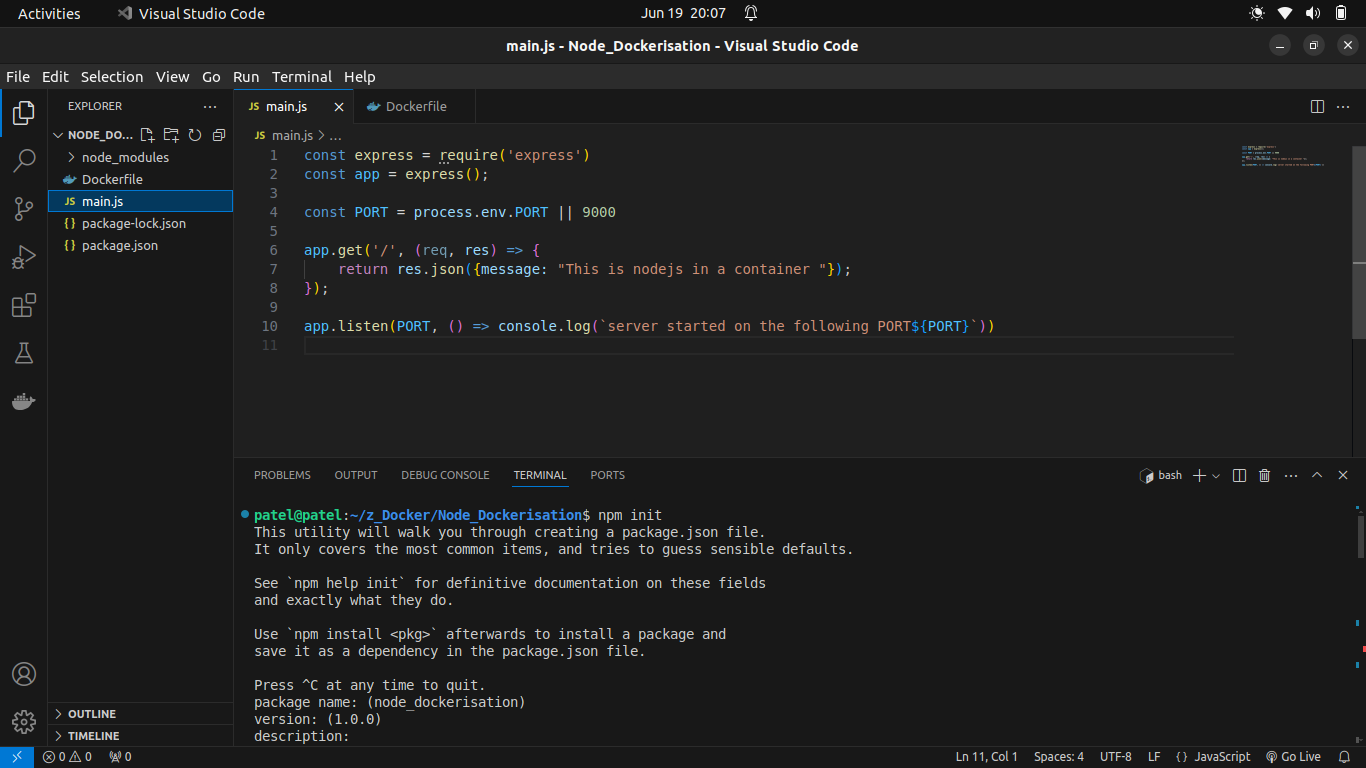 Activities Visual Studio Code Jun 19 20:07
main.js - Node_Dockerisation - Visual Studio Code
File Edit Selection View Go Run Terminal Help
EXPLORER
NODE_DO...
node_modules
Dockerfile
JS main.js
{} package-lock.json
{} package.json
OUTLINE
TIMELINE
JS main.js Dockerfile
JS main.js > ...
1 const express = require('express')
2 const app = express();
3
4 const PORT = process.env.PORT || 9000
5
6 app.get('/', (req, res) => {
7 return res.json({message: "This is nodejs in a container "});
8 });
9
10 app.listen(PORT, () => console.log(`server started on the following PORT${PORT}`))
11
PROBLEMS OUTPUT DEBUG CONSOLE TERMINAL PORTS bash
patel@patel:~/z_Docker/Node_Dockerisation$ npm init
This utility will walk you through creating a package.json file.
It only covers the most common items, and tries to guess sensible defaults.
See `npm help init` for definitive documentation on these fields
and exactly what they do.
Use `npm install <pkg>` afterwards to install a package and
save it as a dependency in the package.json file.
Press ^C at any time to quit.
package name: (node_dockerisation)
version: (1.0.0)
description:
0 0 0 Ln 11, Col 1 Spaces: 4 UTF-8 LF {} JavaScript Go Live